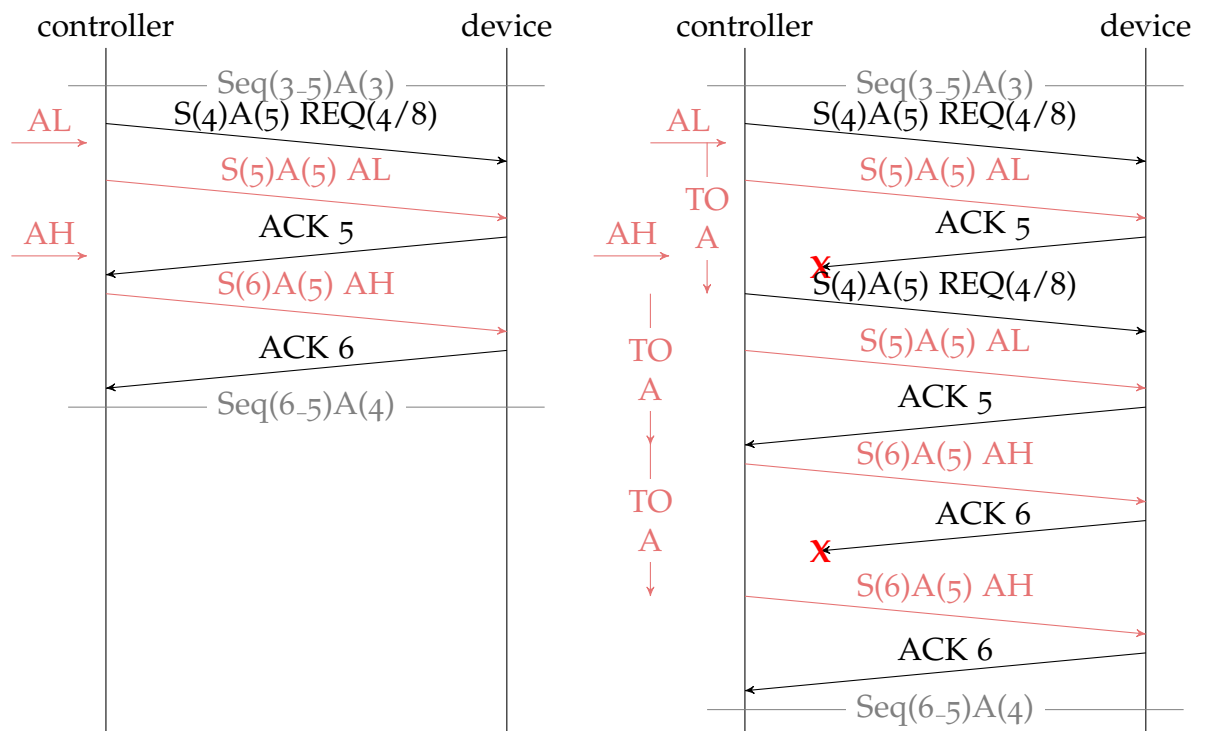 controller device
Seq(3_5)A(3)
S(4)A(5) REQ(4/8)
AL
S(5)A(5) AL
ACK 5
AH
S(6)A(5) AH
ACK 6
Seq(6_5)A(4)
controller device
Seq(3_5)A(3)
S(4)A(5) REQ(4/8)
AL
S(5)A(5) AL
TO
A
ACK 5
AH
X
S(4)A(5) REQ(4/8)
S(5)A(5) AL
TO
A
ACK 5
S(6)A(5) AH
TO
A
ACK 6
X
S(6)A(5) AH
ACK 6
Seq(6_5)A(4)